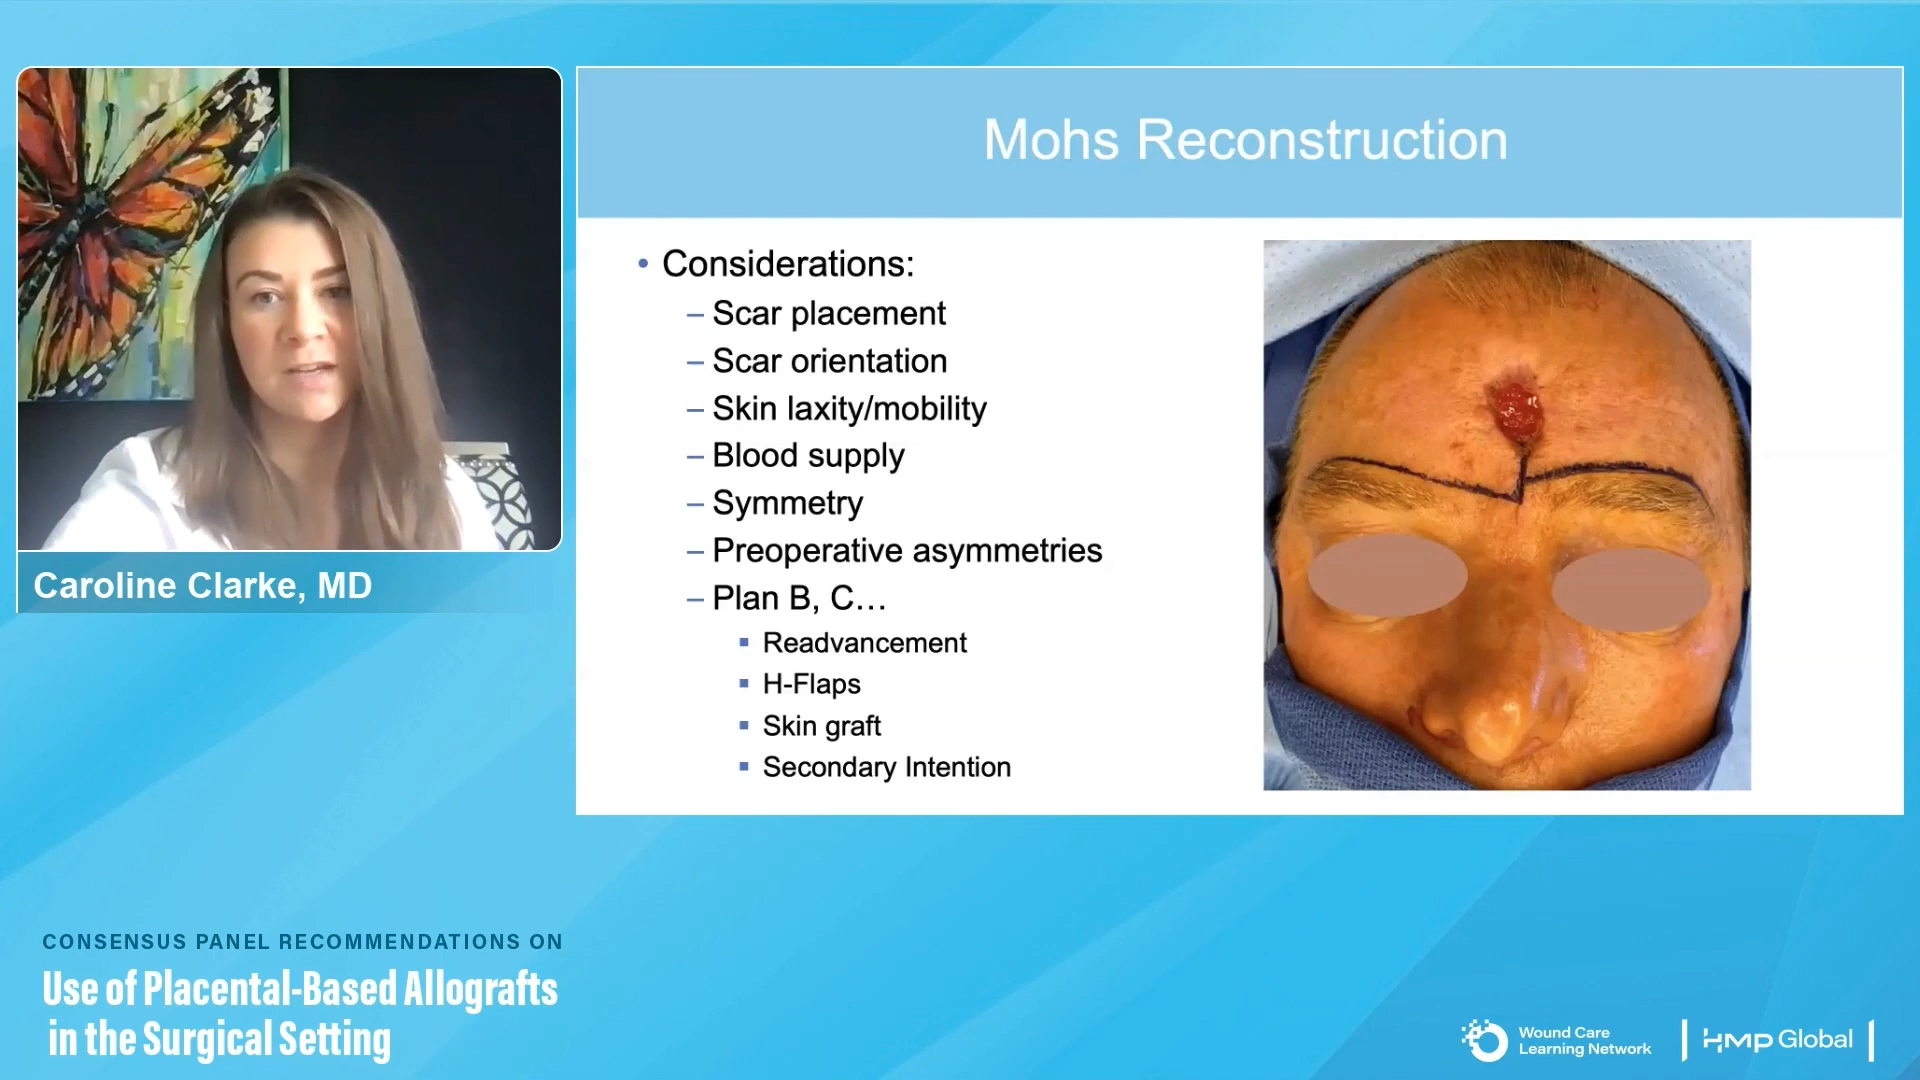 Mohs Reconstruction
• Considerations:
– Scar placement
– Scar orientation
– Skin laxity/mobility
– Blood supply
– Symmetry
– Preoperative asymmetries
– Plan B, C…
▪ Readvancement
▪ H-Flaps
▪ Skin graft
▪ Secondary Intention
Caroline Clarke, MD
CONSENSUS PANEL RECOMMENDATIONS ON
Use of Placental-Based Allografts
in the Surgical Setting
Wound Care
Learning Network
HMP Global